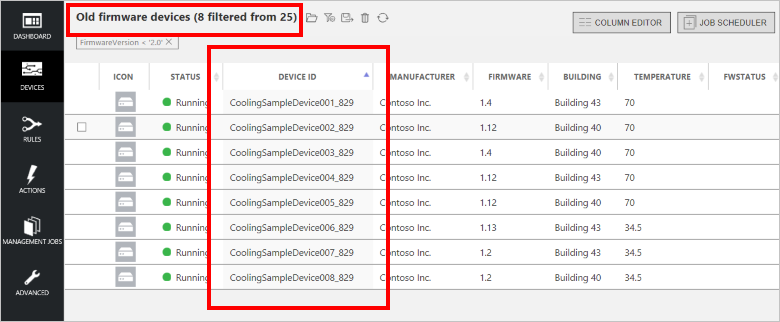 DASHBOARD
DEVICES
RULES
ACTIONS
MANAGEMENT JOBS
ADVANCED
Old firmware devices (8 filtered from 25)
COLUMN EDITOR
JOB SCHEDULER
FirmwareVersion < '2.0' ✕
ICON STATUS DEVICE ID MANUFACTURER FIRMWARE BUILDING TEMPERATURE FWSTATUS
Running CoolingSampleDevice001_829 Contoso Inc. 1.4 Building 43 70
Running CoolingSampleDevice002_829 Contoso Inc. 1.12 Building 40 70
Running CoolingSampleDevice003_829 Contoso Inc. 1.4 Building 43 70
Running CoolingSampleDevice004_829 Contoso Inc. 1.12 Building 43 70
Running CoolingSampleDevice005_829 Contoso Inc. 1.12 Building 40 70
Running CoolingSampleDevice006_829 Contoso Inc. 1.13 Building 43 34.5
Running CoolingSampleDevice007_829 Contoso Inc. 1.2 Building 43 34.5
Running CoolingSampleDevice008_829 Contoso Inc. 1.2 Building 40 34.5